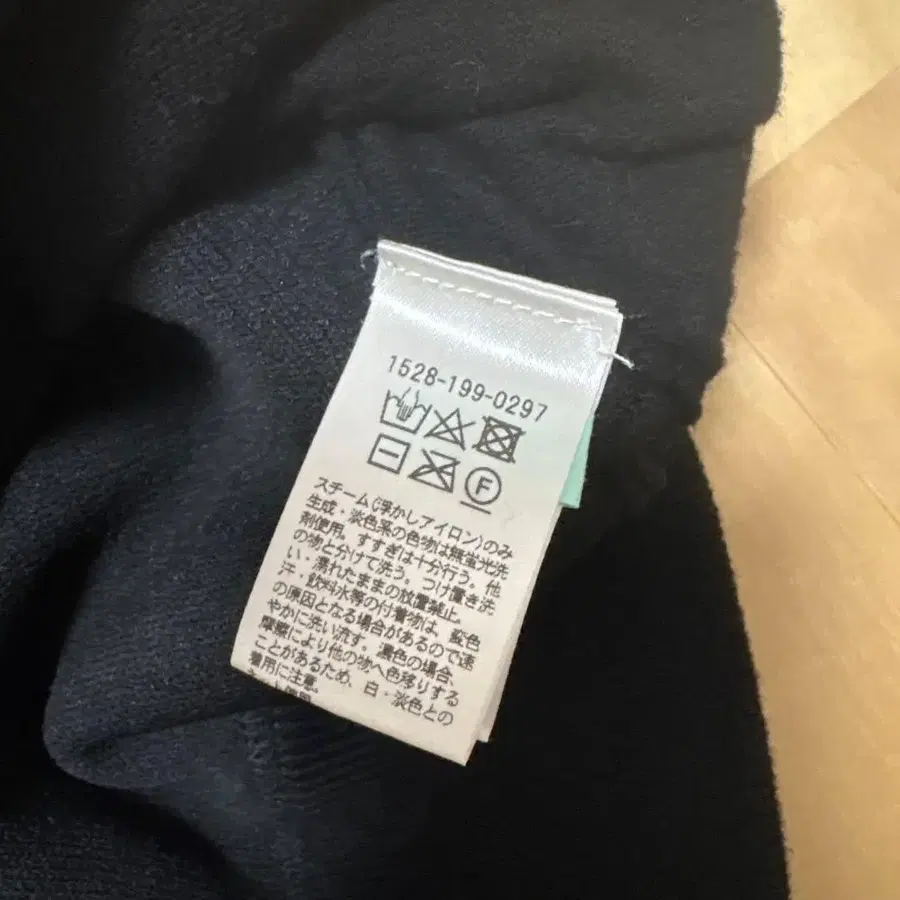 1528-199-0297
F
スチーム(浮かしアイロン)のみ
生成・淡色系の色物は無蛍光洗
剤使用。すすぎは十分行う。他
の物と分けて洗う。つけ置き洗
い・濡れたままの放置禁止。
汗・飲料水等の付着物は、変色
の原因となる場合があるので速
やかに洗い流す。濃色の場合、
摩擦により他の物へ色移りする
ことがあるため、白・淡色との
着用に注意。